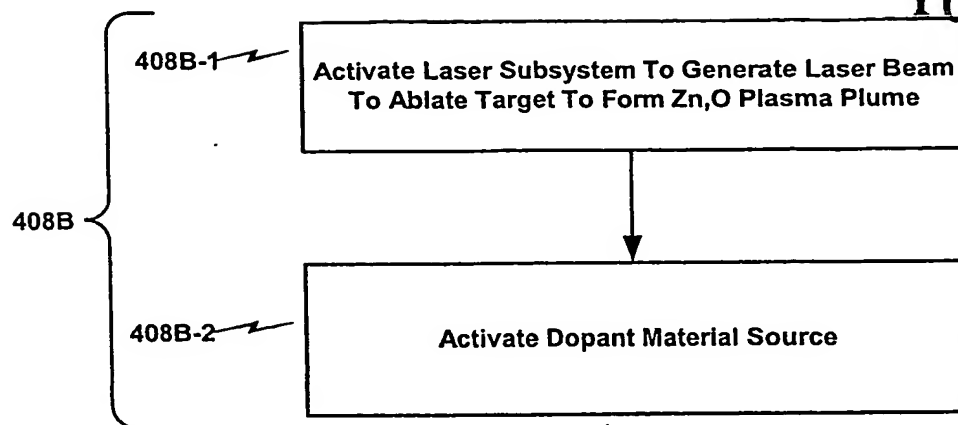 408B-1
Activate Laser Subsystem To Generate Laser Beam
To Ablate Target To Form Zn,O Plasma Plume
408B
408B-2
Activate Dopant Material Source